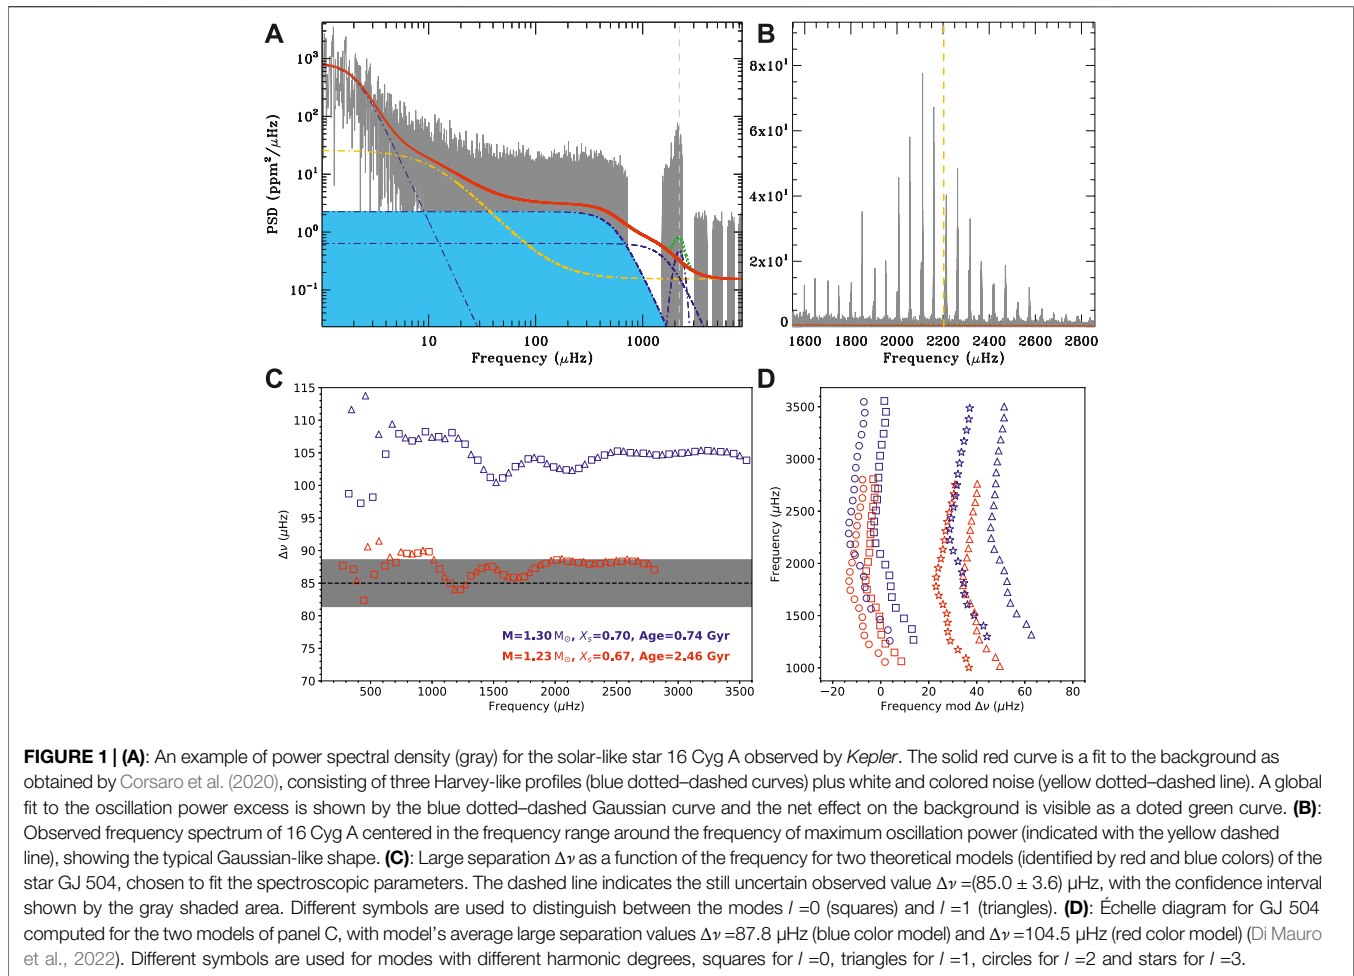 A
B
10³
10²
10¹
10⁰
10⁻¹
PSD (ppm²/μHz)
10
100
1000
Frequency (μHz)
8x10¹
6x10¹
4x10¹
2x10¹
0
1600 1800 2000 2200 2400 2600 2800
Frequency (μHz)
C
D
115
110
105
100
95
90
85
80
75
70
Δν (μHz)
M=1.30 M☉, Xₛ=0.70, Age=0.74 Gyr
M=1.23 M☉, Xₛ=0.67, Age=2.46 Gyr
500 1000 1500 2000 2500 3000 3500
Frequency (μHz)
3500
3000
2500
2000
1500
1000
Frequency (μHz)
−20 0 20 40 60 80
Frequency mod Δν (μHz)
FIGURE 1 | (A): An example of power spectral density (gray) for the solar-like star 16 Cyg A observed by Kepler. The solid red curve is a fit to the background as
obtained by Corsaro et al. (2020), consisting of three Harvey-like profiles (blue dotted–dashed curves) plus white and colored noise (yellow dotted–dashed line). A global
fit to the oscillation power excess is shown by the blue dotted–dashed Gaussian curve and the net effect on the background is visible as a doted green curve. (B):
Observed frequency spectrum of 16 Cyg A centered in the frequency range around the frequency of maximum oscillation power (indicated with the yellow dashed
line), showing the typical Gaussian-like shape. (C): Large separation Δν as a function of the frequency for two theoretical models (identified by red and blue colors) of the
star GJ 504, chosen to fit the spectroscopic parameters. The dashed line indicates the still uncertain observed value Δν =(85.0 ± 3.6) μHz, with the confidence interval
shown by the gray shaded area. Different symbols are used to distinguish between the modes l =0 (squares) and l =1 (triangles). (D): Échelle diagram for GJ 504
computed for the two models of panel C, with model's average large separation values Δν =87.8 μHz (blue color model) and Δν =104.5 μHz (red color model) (Di Mauro
et al., 2022). Different symbols are used for modes with different harmonic degrees, squares for l =0, triangles for l =1, circles for l =2 and stars for l =3.